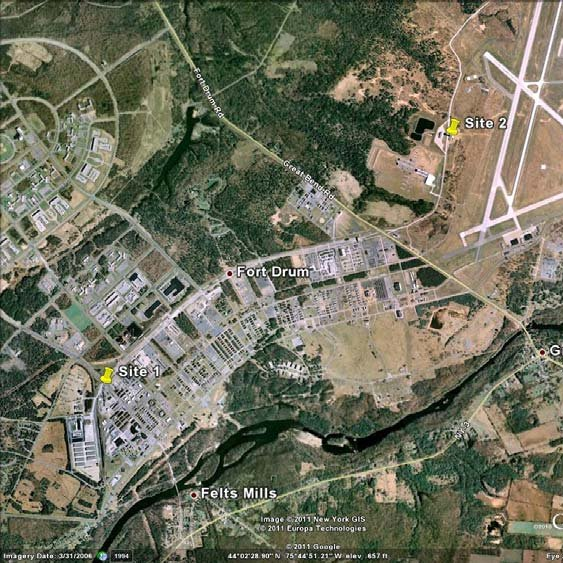 Fort Drum Rd
Site 2
Great Bend Rd
Fort Drum
G
Site 1
Felts Mills
Image © 2011 New York GIS
© 2011 Europa Technologies
©2010
© 2011 Google
Imagery Date: 3/31/2006
1994
44°02'28.90" N 75°44'51.21" W elev 657 ft
Eye